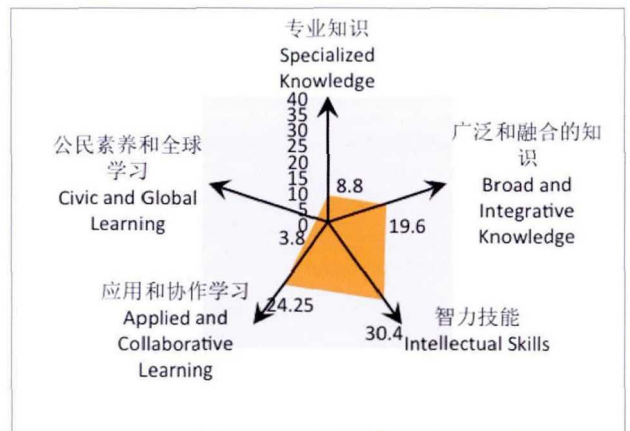 专业知识
Specialized
Knowledge
40
35
30
25
20
15
10
5
0
8.8
广泛和融合的知
识
Broad and
Integrative
Knowledge
19.6
公民素养和全球
学习
Civic and Global
Learning
3.8
应用和协作学习
Applied and
Collaborative
Learning
24.25
智力技能
Intellectual Skills
30.4